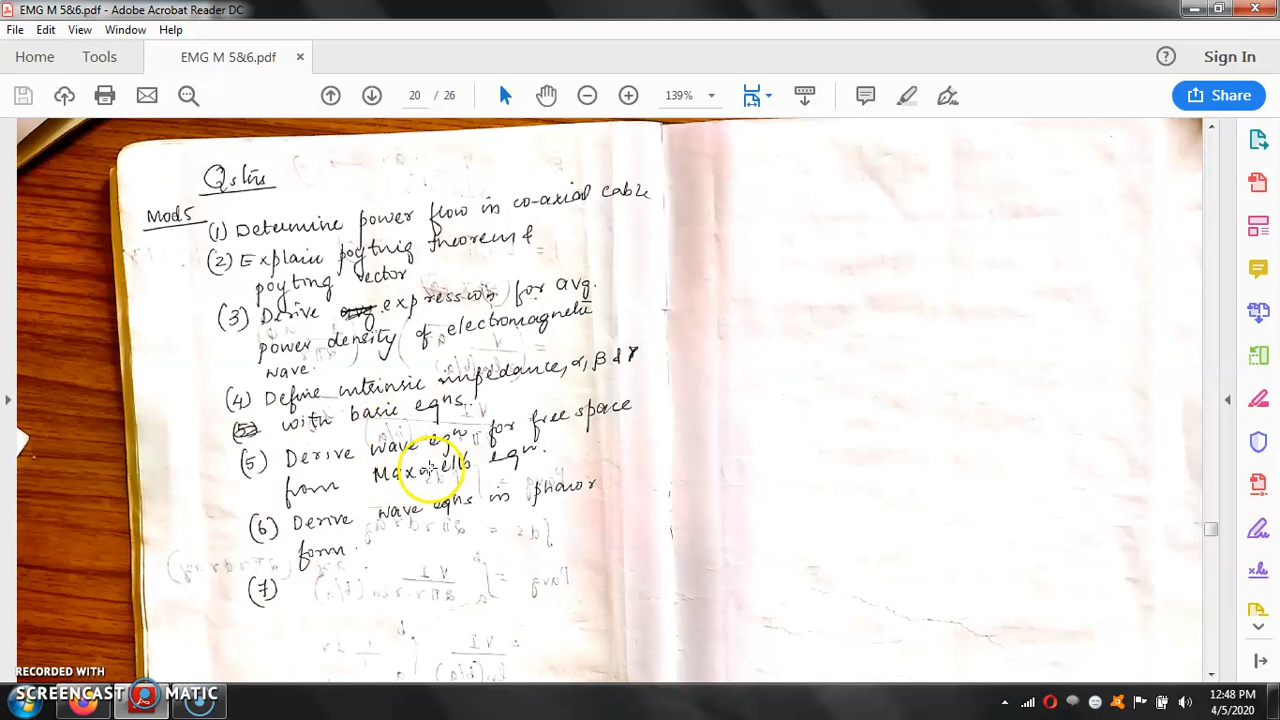 EMG M 5&6.pdf - Adobe Acrobat Reader DC
File Edit View Window Help
Home Tools EMG M 5&6.pdf × Sign In
20 / 26 139% Share
Qstns
Mod5
(1) Determine power flow in co-axial cable
(2) Explain poytnig theorem &
poyting vector
(3) Derive expression for avg.
power density of electromagnetic
wave.
(4) Define intrinsic impedance, α, β & γ
with basic eqns.
(5) Derive wave eqn for free space
from Maxwell's eqn.
(6) Derive wave eqns in phasor
form.
(7)
RECORDED WITH
SCREENCAST MATIC
12:48 PM
4/5/2020